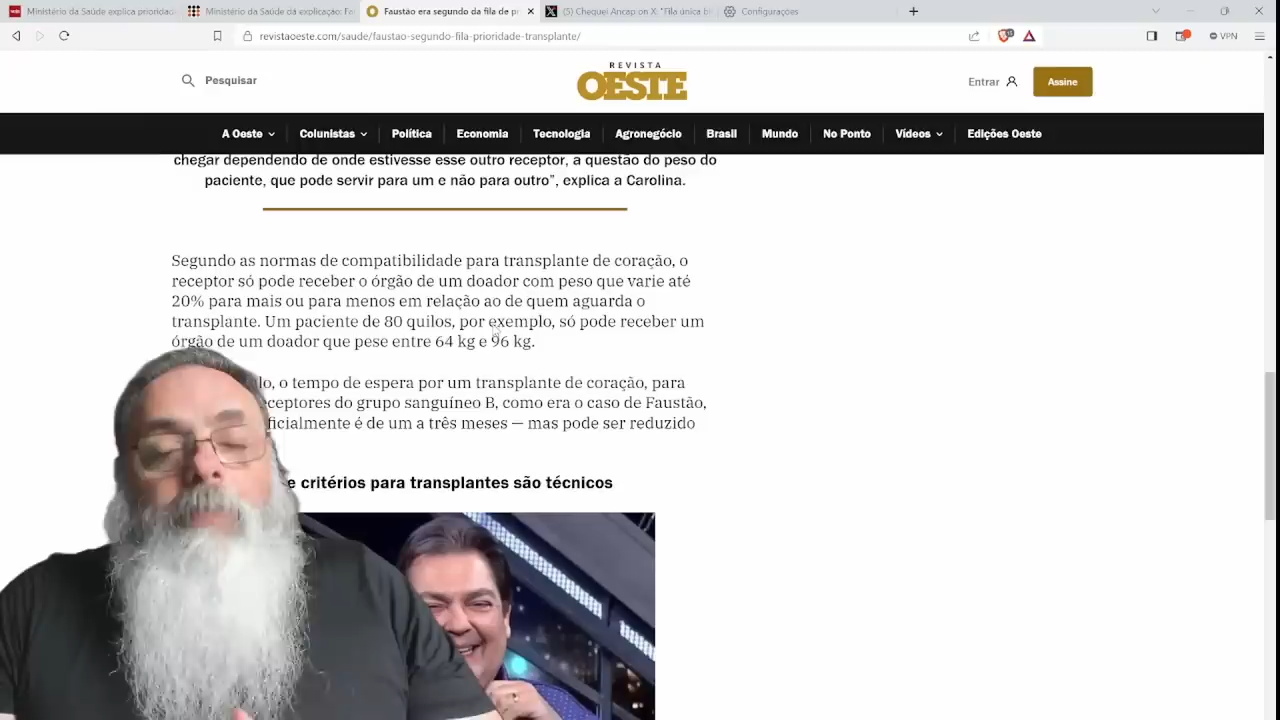 Ministério da Saúde explica prioridad
Ministério da Saúde dá explicação: Fa
Faustão era segundo da fila de pr
(5) Chequei Ancap on X: "Fila única b
Configurações
revistaoeste.com/saude/faustao-segundo-fila-prioridade-transplante/
VPN
Pesquisar
REVISTA
OESTE
Entrar
Assine
A Oeste
Colunistas
Política
Economia
Tecnologia
Agronegócio
Brasil
Mundo
No Ponto
Vídeos
Edições Oeste
chegar dependendo de onde estivesse esse outro receptor, a questão do peso do
paciente, que pode servir para um e não para outro”, explica a Carolina.
Segundo as normas de compatibilidade para transplante de coração, o
receptor só pode receber o órgão de um doador com peso que varie até
20% para mais ou para menos em relação ao de quem aguarda o
transplante. Um paciente de 80 quilos, por exemplo, só pode receber um
órgão de um doador que pese entre 64 kg e 96 kg.
lo, o tempo de espera por um transplante de coração, para
eceptores do grupo sanguíneo B, como era o caso de Faustão,
ficialmente é de um a três meses — mas pode ser reduzido
e critérios para transplantes são técnicos